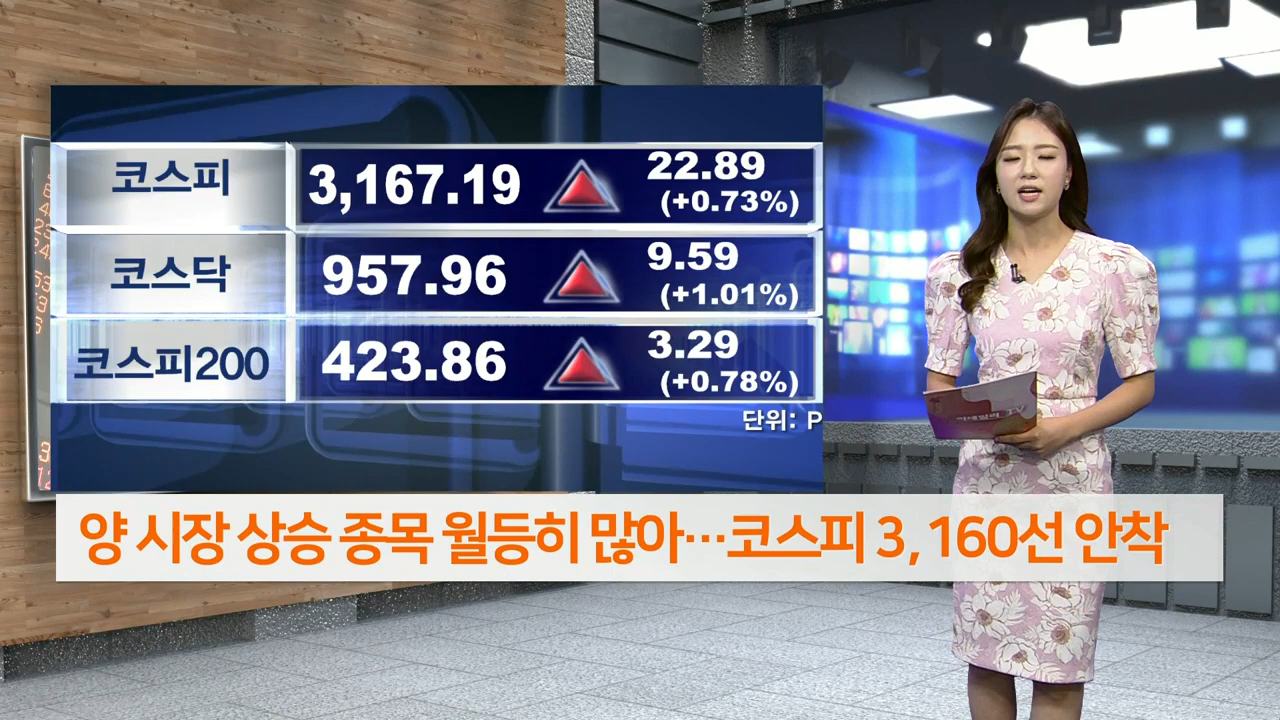 코스피
3,167.19 ▲ 22.89
(+0.73%)
코스닥
957.96 ▲ 9.59
(+1.01%)
코스피200
423.86 ▲ 3.29
(+0.78%)
단위: P
양 시장 상승 종목 월등히 많아…코스피 3,160선 안착